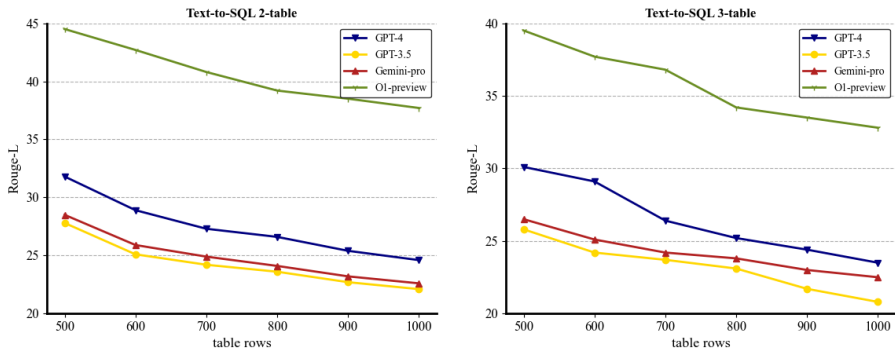 Text-to-SQL 2-table
45
40
35
30
25
20
Rouge-L
500 600 700 800 900 1000
table rows
GPT-4
GPT-3.5
Gemini-pro
O1-preview
Text-to-SQL 3-table
40
35
30
25
20
Rouge-L
500 600 700 800 900 1000
table rows
GPT-4
GPT-3.5
Gemini-pro
O1-preview